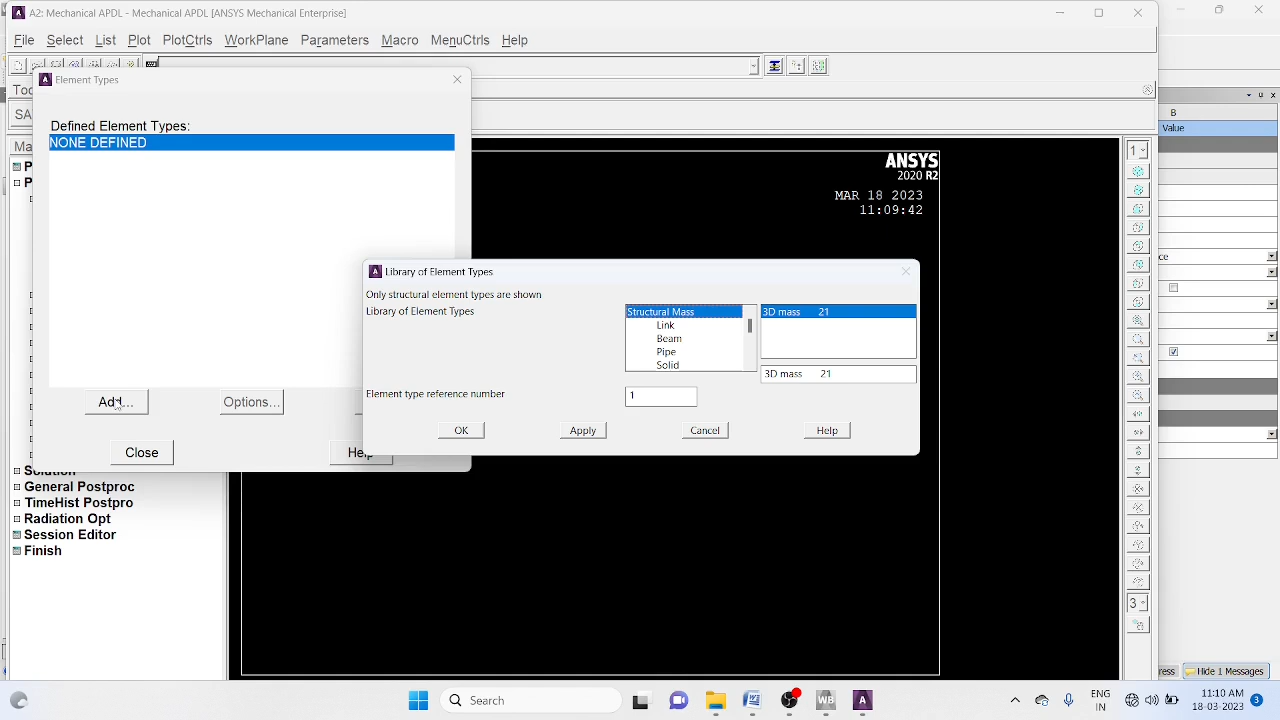 A2: Mechanical APDL - Mechanical APDL [ANSYS Mechanical Enterprise]
File Select List Plot PlotCtrls WorkPlane Parameters Macro MenuCtrls Help
Element Types
Defined Element Types:
NONE DEFINED
Add...
Options...
Close
Help
B
Value
1
ANSYS
2020 R2
MAR 18 2023
11:09:42
Library of Element Types
Only structural element types are shown
Library of Element Types
Structural Mass
Link
Beam
Pipe
Solid
3D mass 21
3D mass 21
Element type reference number
1
OK
Apply
Cancel
Help
Solution
General Postproc
TimeHist Postpro
Radiation Opt
Session Editor
Finish
3
Hide 1 Messages
Search
WB
ENG
IN
11:10 AM
18-03-2023
3